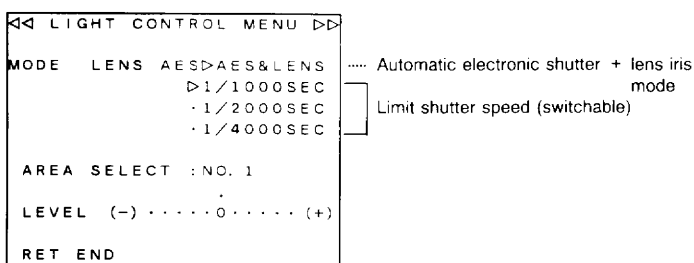 ◁◁ LIGHT CONTROL MENU ▷▷
MODE LENS AES▷AES&LENS ····· Automatic electronic shutter + lens iris mode
▷1/1000SEC
·1/2000SEC
·1/4000SEC
Limit shutter speed (switchable)
AREA SELECT :NO. 1
LEVEL (−) ·····0····· (+)
RET END